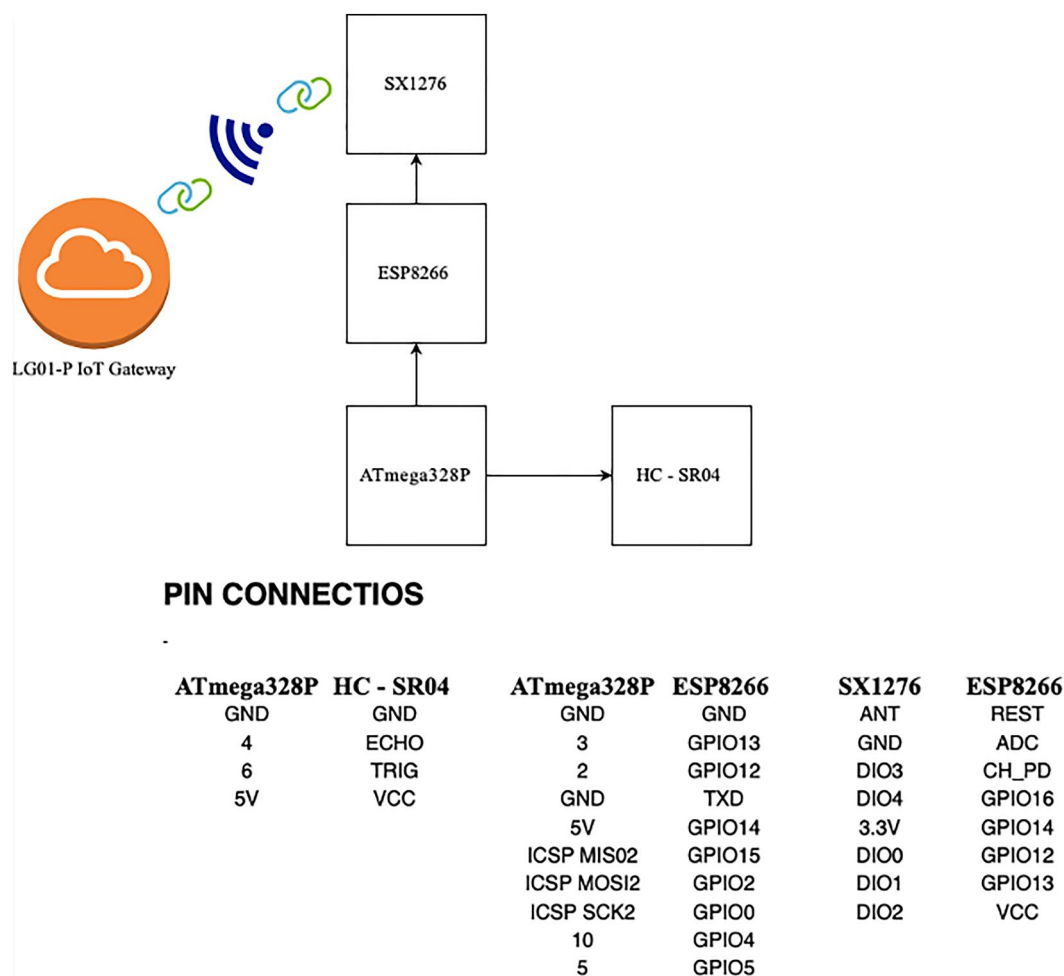 SX1276
ESP8266
LG01-P IoT Gateway
ATmega328P
HC - SR04
PIN CONNECTIOS
-
ATmega328P HC - SR04 ATmega328P ESP8266 SX1276 ESP8266
GND GND GND GND ANT REST
4 ECHO 3 GPIO13 GND ADC
6 TRIG 2 GPIO12 DIO3 CH_PD
5V VCC GND TXD DIO4 GPIO16
5V GPIO14 3.3V GPIO14
ICSP MIS02 GPIO15 DIO0 GPIO12
ICSP MOSI2 GPIO2 DIO1 GPIO13
ICSP SCK2 GPIO0 DIO2 VCC
10 GPIO4
5 GPIO5